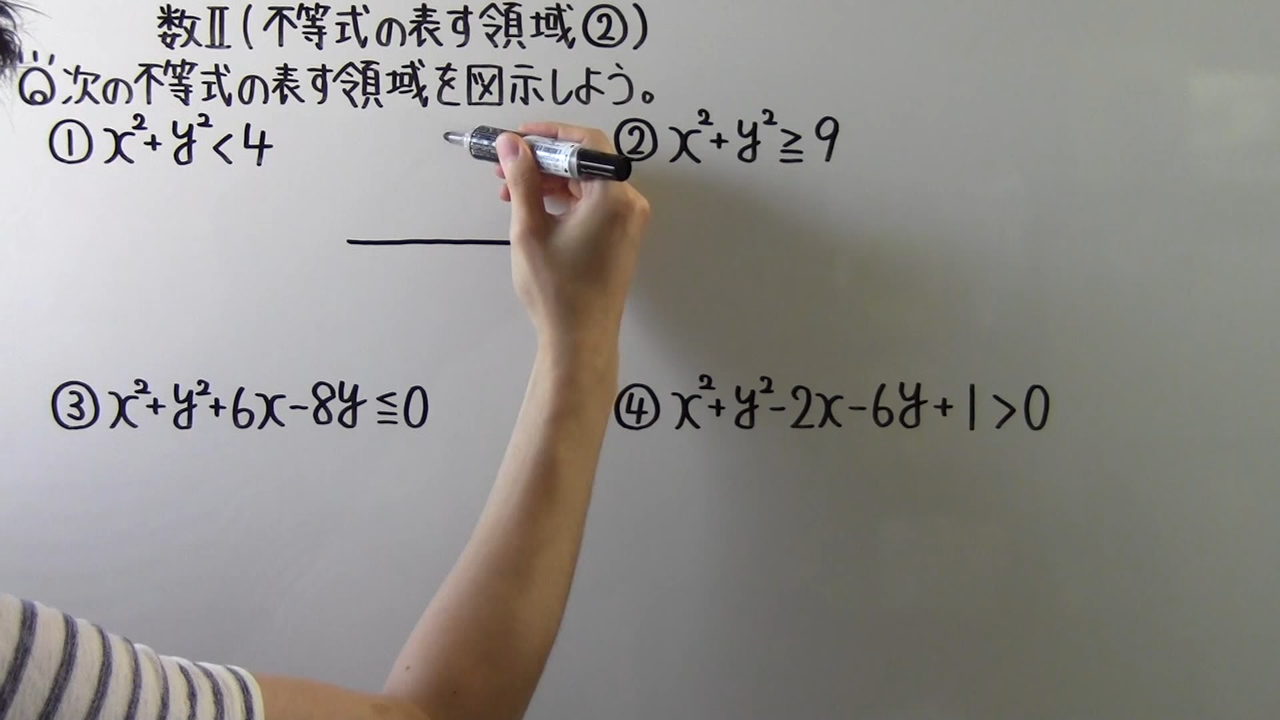 数Ⅱ(不等式の表す領域②)
Q次の不等式の表す領域を図示しよう。
① x²+y²<4
② x²+y²≧9
③ x²+y²+6x-8y≦0
④ x²+y²-2x-6y+1>0